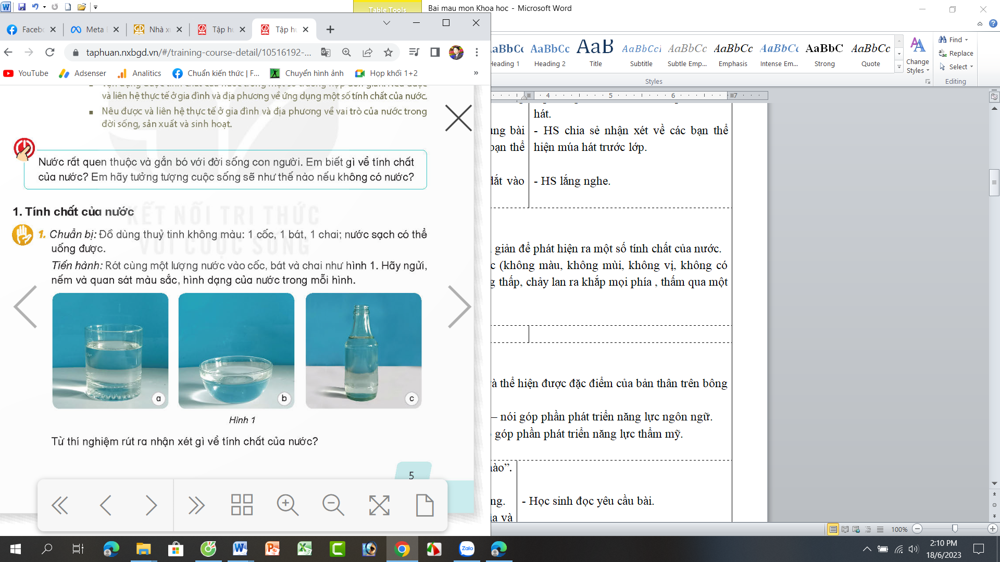 Table Tools
Bai mau mon Khoa hoc - Microsoft Word
Faceb
Meta
Nhà x
Tập h
Tập h
taphuan.nxbgd.vn/#/training-course-detail/10516192-...
YouTube
Adsenser
Analitics
Chuẩn kiến thức | F...
Chuyển hình ảnh
Họp khối 1+2
»
và liên hệ thực tế ở gia đình và địa phương về ứng dụng một số tính chất của nước.
Nêu được và liên hệ thực tế ở gia đình và địa phương về vai trò của nước trong
đời sống, sản xuất và sinh hoạt.
Nước rất quen thuộc và gắn bó với đời sống con người. Em biết gì về tính chất
của nước? Em hãy tưởng tượng cuộc sống sẽ như thế nào nếu không có nước?
KẾT NỐI TRI THỨC
VỚI CUỘC SỐNG
1. Tính chất của nước
1. Chuẩn bị: Đồ dùng thuỷ tinh không màu: 1 cốc, 1 bát, 1 chai; nước sạch có thể
uống được.
Tiến hành: Rót cùng một lượng nước vào cốc, bát và chai như hình 1. Hãy ngửi,
nếm và quan sát màu sắc, hình dạng của nước trong mỗi hình.
a
b
c
Hình 1
Từ thí nghiệm rút ra nhận xét gì về tính chất của nước?
5
AaBbCc AaBbCc AaB AaBbCcI AaBbCc AaBbCc AaBbCc AaBbC AaBbCc
Heading 1 Heading 2 Title Subtitle Subtle Emp... Emphasis Intense Em... Strong Quote
Change
Styles
Find
Replace
Select
Styles
Editing
4 5 6 7
hát.
ng bài
- HS chia sẻ nhận xét về các bạn thể
bạn thể
hiện múa hát trước lớp.
dắt vào
- HS lắng nghe.
giản để phát hiện ra một số tính chất của nước.
c (không màu, không mùi, không vị, không có
g thấp, chảy lan ra khắp mọi phía , thấm qua một
à thể hiện được đặc điểm của bản thân trên bông
– nói góp phần phát triển năng lực ngôn ngữ.
góp phần phát triển năng lực thẩm mỹ.
ào”.
ng.
- Học sinh đọc yêu cầu bài.
ia và
100%
Zalo
2:10 PM
18/6/2023